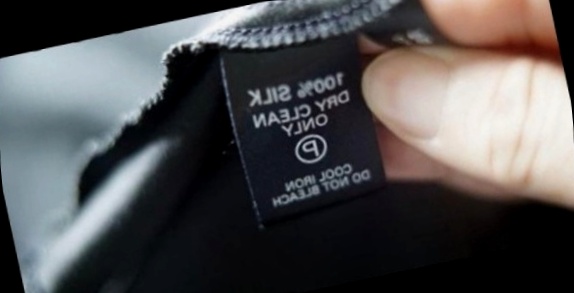 100% SILK
DRY CLEAN
ONLY
P
COOL IRON
DO NOT BLEACH